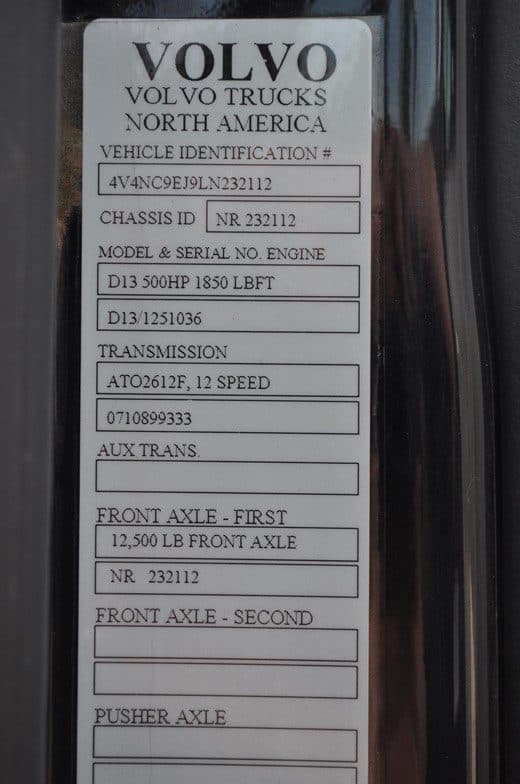 VOLVO
VOLVO TRUCKS
NORTH AMERICA
VEHICLE IDENTIFICATION #
4V4NC9EJ9LN232112
CHASSIS ID NR 232112
MODEL & SERIAL NO. ENGINE
D13 500HP 1850 LBFT
D13/1251036
TRANSMISSION
ATO2612F, 12 SPEED
0710899333
AUX TRANS.
FRONT AXLE - FIRST
12,500 LB FRONT AXLE
NR 232112
FRONT AXLE - SECOND
PUSHER AXLE